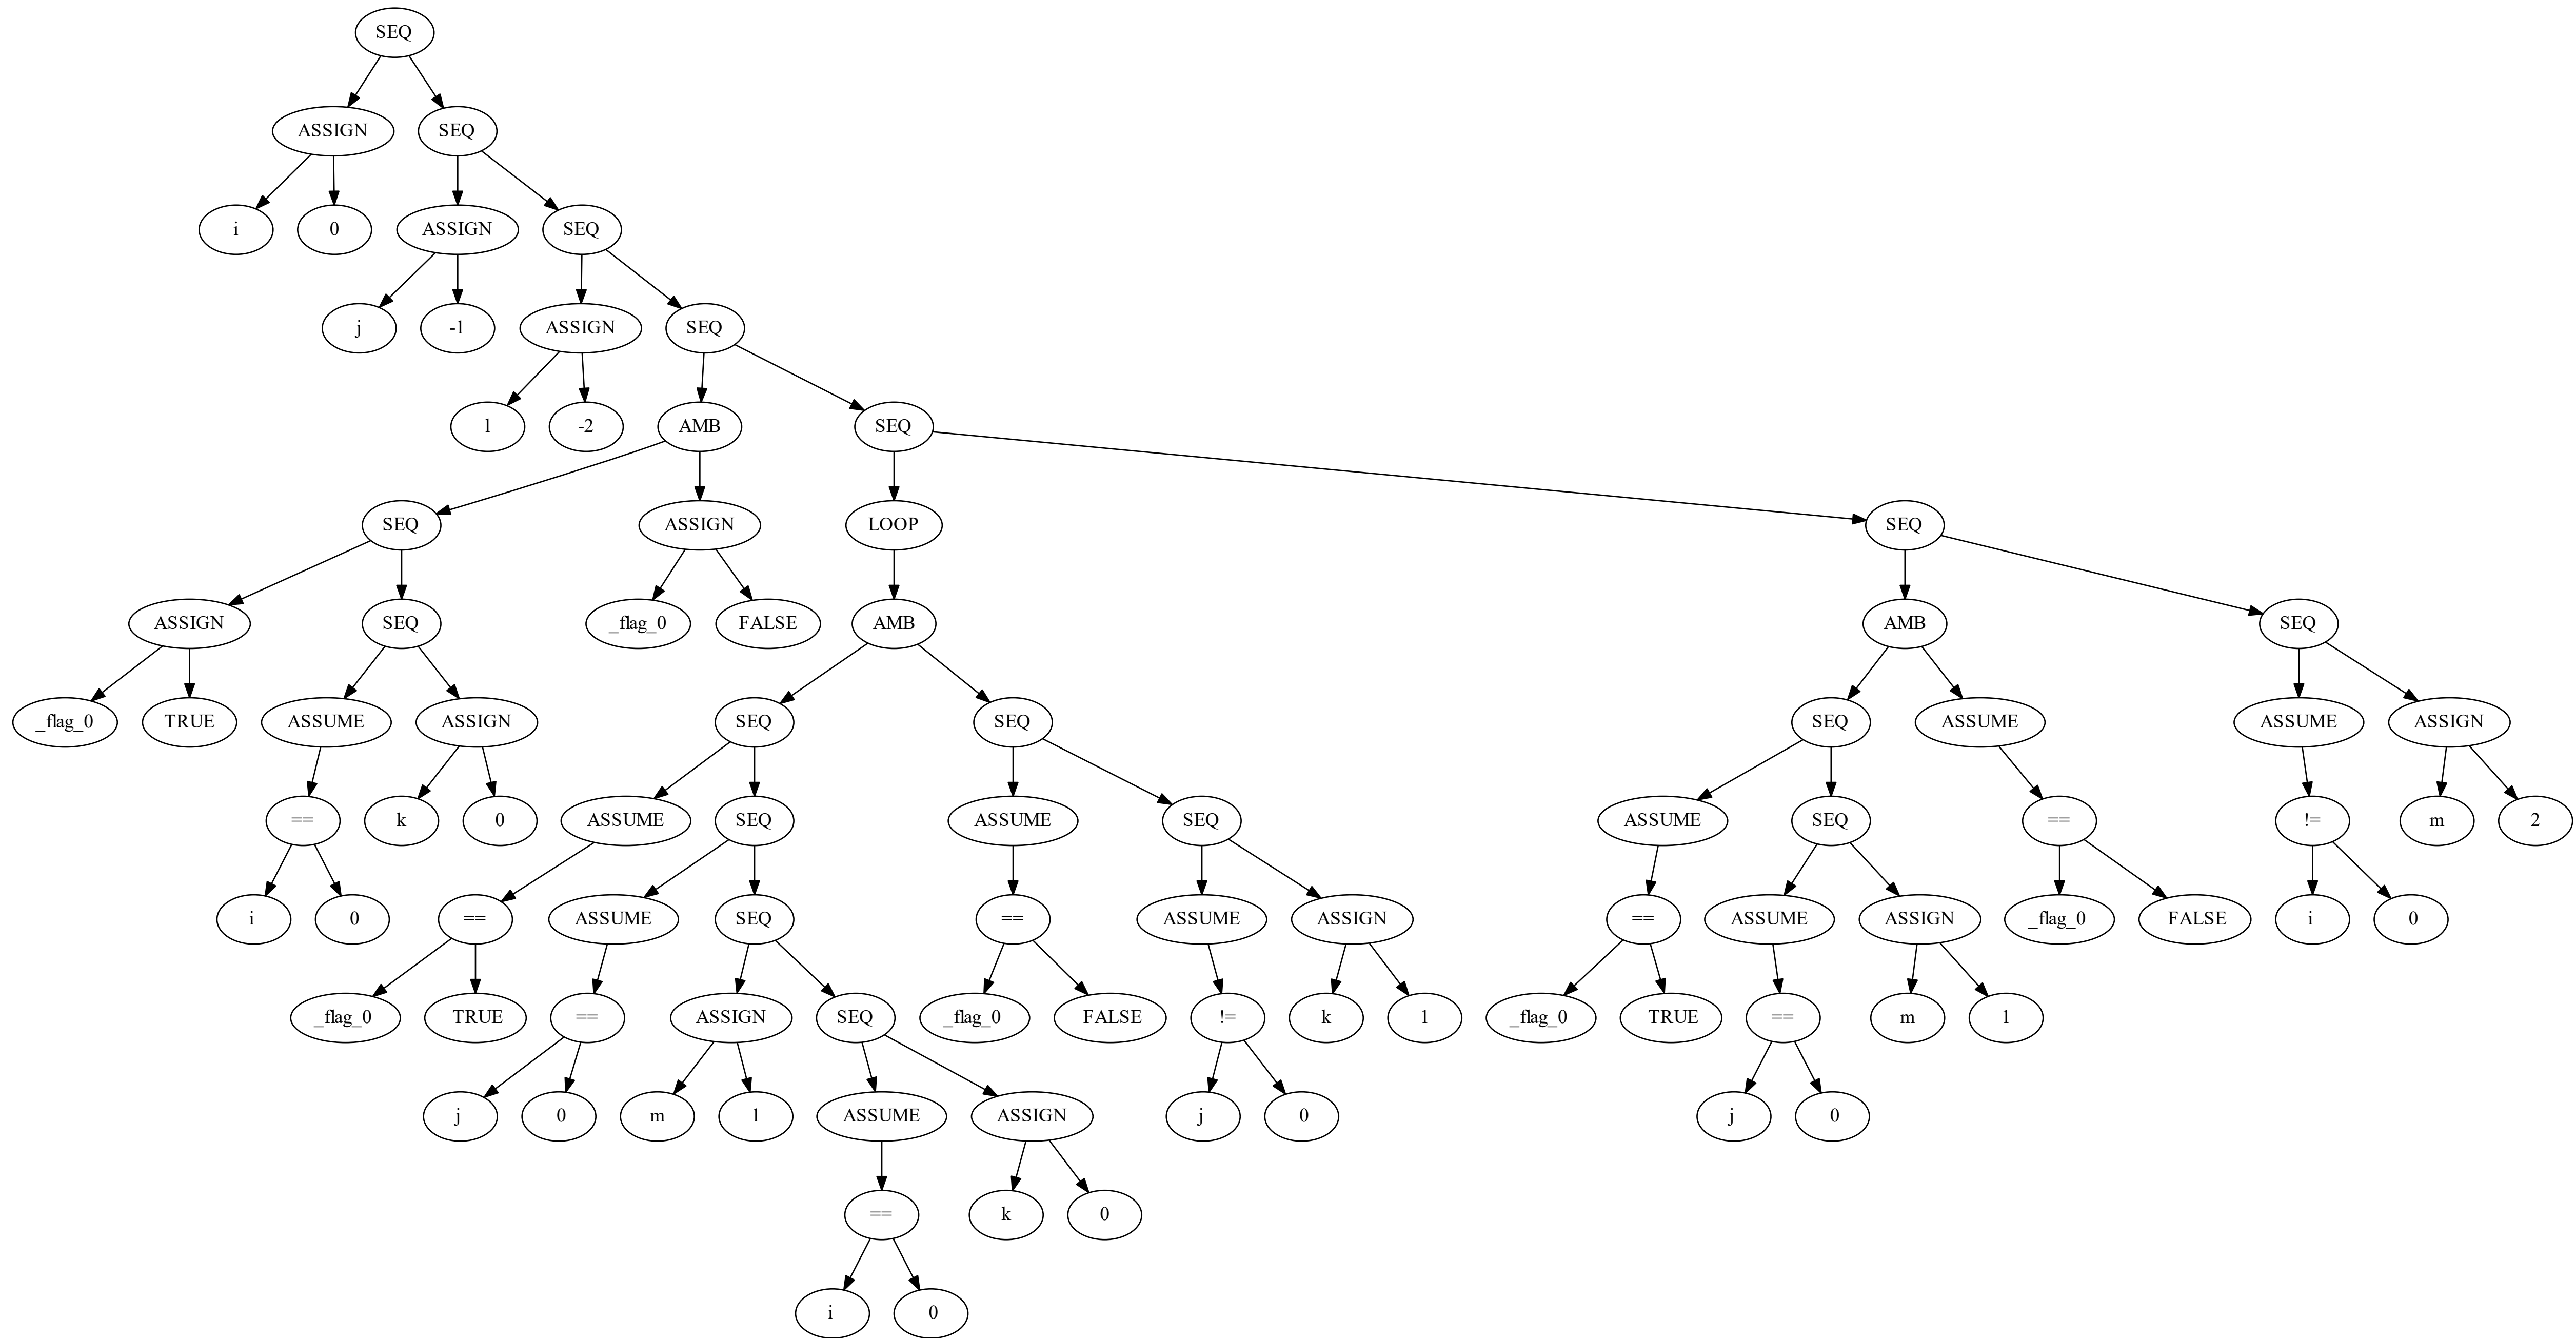 SEQ
ASSIGN SEQ
i 0 ASSIGN SEQ
j -1 ASSIGN SEQ
l -2 AMB SEQ
SEQ ASSIGN LOOP SEQ
ASSIGN SEQ _flag_0 FALSE AMB AMB SEQ
_flag_0 TRUE ASSUME ASSIGN SEQ SEQ SEQ ASSUME ASSUME ASSIGN
== k 0 ASSUME SEQ ASSUME SEQ ASSUME SEQ == != m 2
i 0 == ASSUME SEQ == ASSUME ASSIGN == ASSUME ASSIGN _flag_0 FALSE i 0
_flag_0 TRUE == ASSIGN SEQ _flag_0 FALSE != k 1 _flag_0 TRUE == m 1
j 0 m 1 ASSUME ASSIGN j 0 j 0
== k 0
i 0